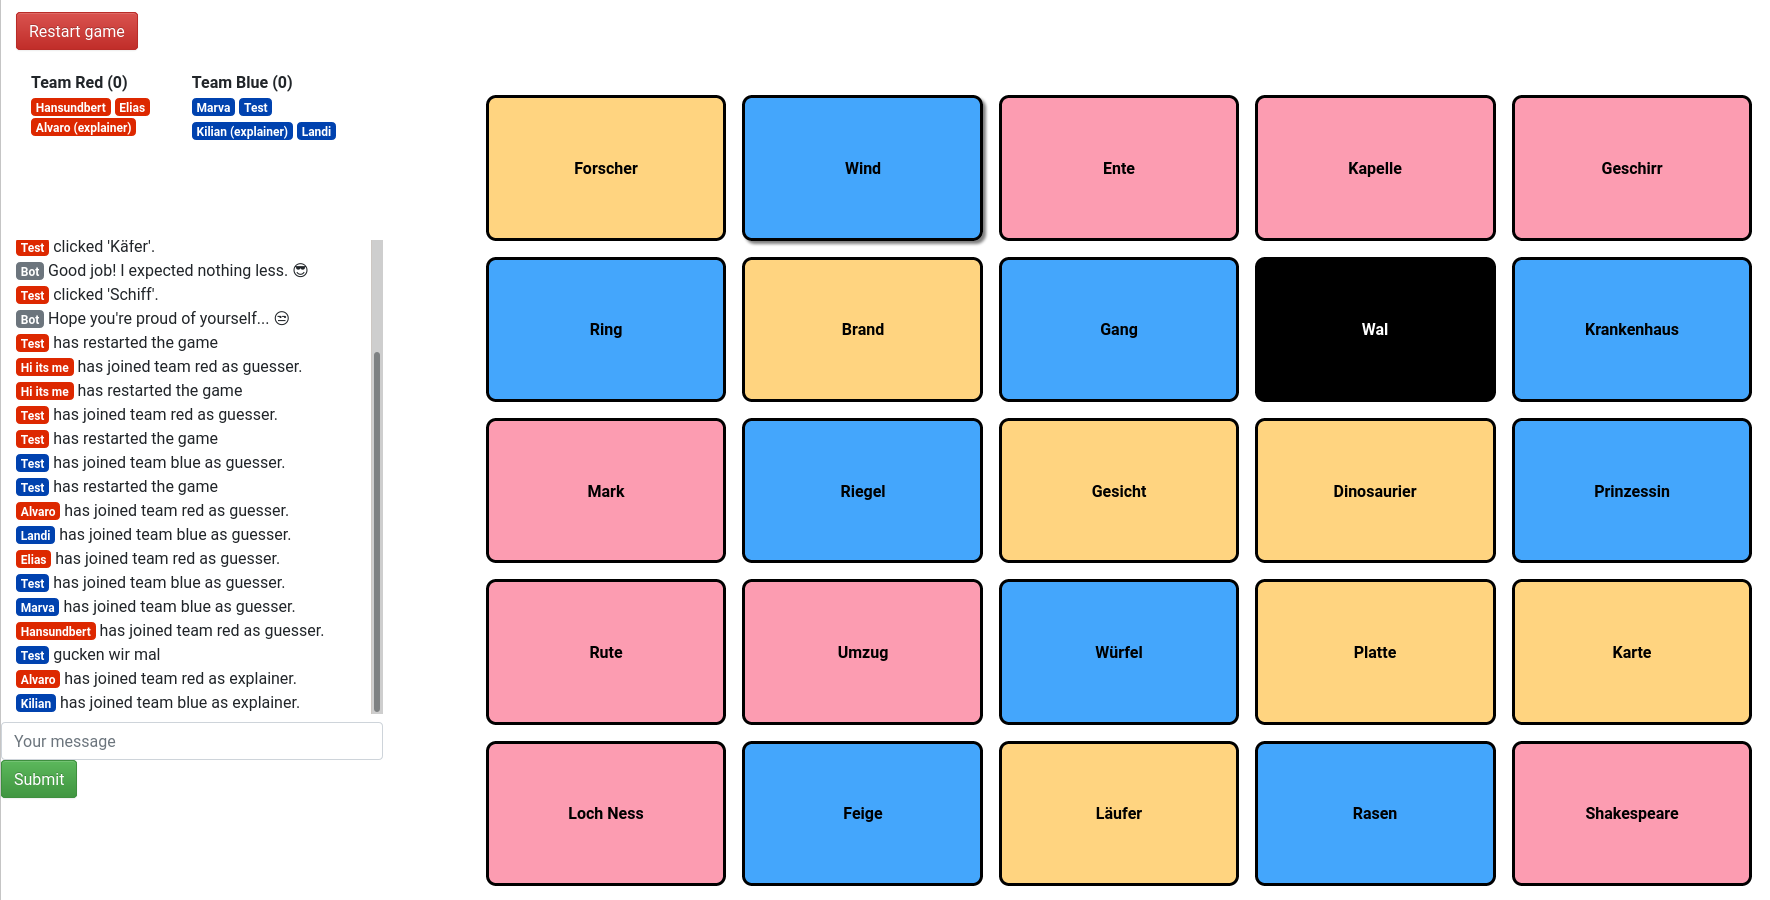 Restart game
Team Red (0)
Hansundbert Elias
Alvaro (explainer)
Team Blue (0)
Marva Test
Kilian (explainer) Landi
Test clicked 'Käfer'.
Bot Good job! I expected nothing less. 😎
Test clicked 'Schiff'.
Bot Hope you're proud of yourself... 😒
Test has restarted the game
Hi its me has joined team red as guesser.
Hi its me has restarted the game
Test has joined team red as guesser.
Test has restarted the game
Test has joined team blue as guesser.
Test has restarted the game
Alvaro has joined team red as guesser.
Landi has joined team blue as guesser.
Elias has joined team red as guesser.
Test has joined team blue as guesser.
Marva has joined team blue as guesser.
Hansundbert has joined team red as guesser.
Test gucken wir mal
Alvaro has joined team red as explainer.
Kilian has joined team blue as explainer.
Your message
Submit
Forscher Wind Ente Kapelle Geschirr
Ring Brand Gang Wal Krankenhaus
Mark Riegel Gesicht Dinosaurier Prinzessin
Rute Umzug Würfel Platte Karte
Loch Ness Feige Läufer Rasen Shakespeare